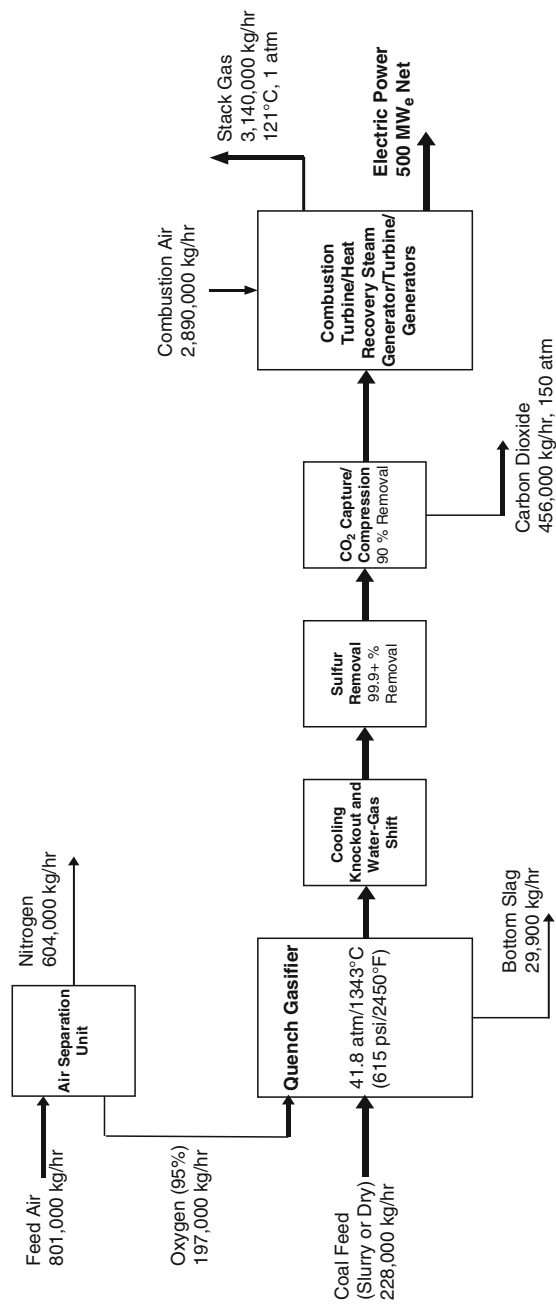 Feed Air
801,000 kg/hr
Air Separation
Unit
Nitrogen
604,000 kg/hr
Oxygen (95%)
197,000 kg/hr
Coal Feed
(Slurry or Dry)
228,000 kg/hr
Quench Gasifier
41.8 atm/1343°C
(615 psi/2450°F)
Bottom Slag
29,900 kg/hr
Cooling
Knockout and
Water-Gas
Shift
Sulfur
Removal
99.9+ %
Removal
CO₂ Capture/
Compression
90 % Removal
Carbon Dioxide
456,000 kg/hr, 150 atm
Combustion Air
2,890,000 kg/hr
Combustion
Turbine/Heat
Recovery Steam
Generator/Turbine/
Generators
Stack Gas
3,140,000 kg/hr
121°C, 1 atm
Electric Power
500 MWₑ Net